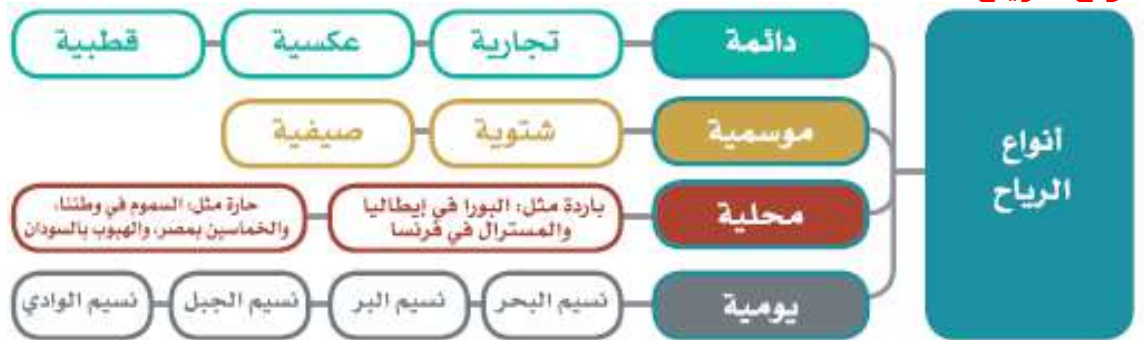 أنواع
الرياح
دائمة
تجارية
عكسية
قطبية
موسمية
شتوية
صيفية
محلية
باردة مثل: البورا في إيطاليا
والمسترال في فرنسا
حارة مثل: السموم في وطننا،
والخماسين بمصر، والهبوب بالسودان
يومية
نسيم البحر
نسيم البر
نسيم الجبل
نسيم الوادي